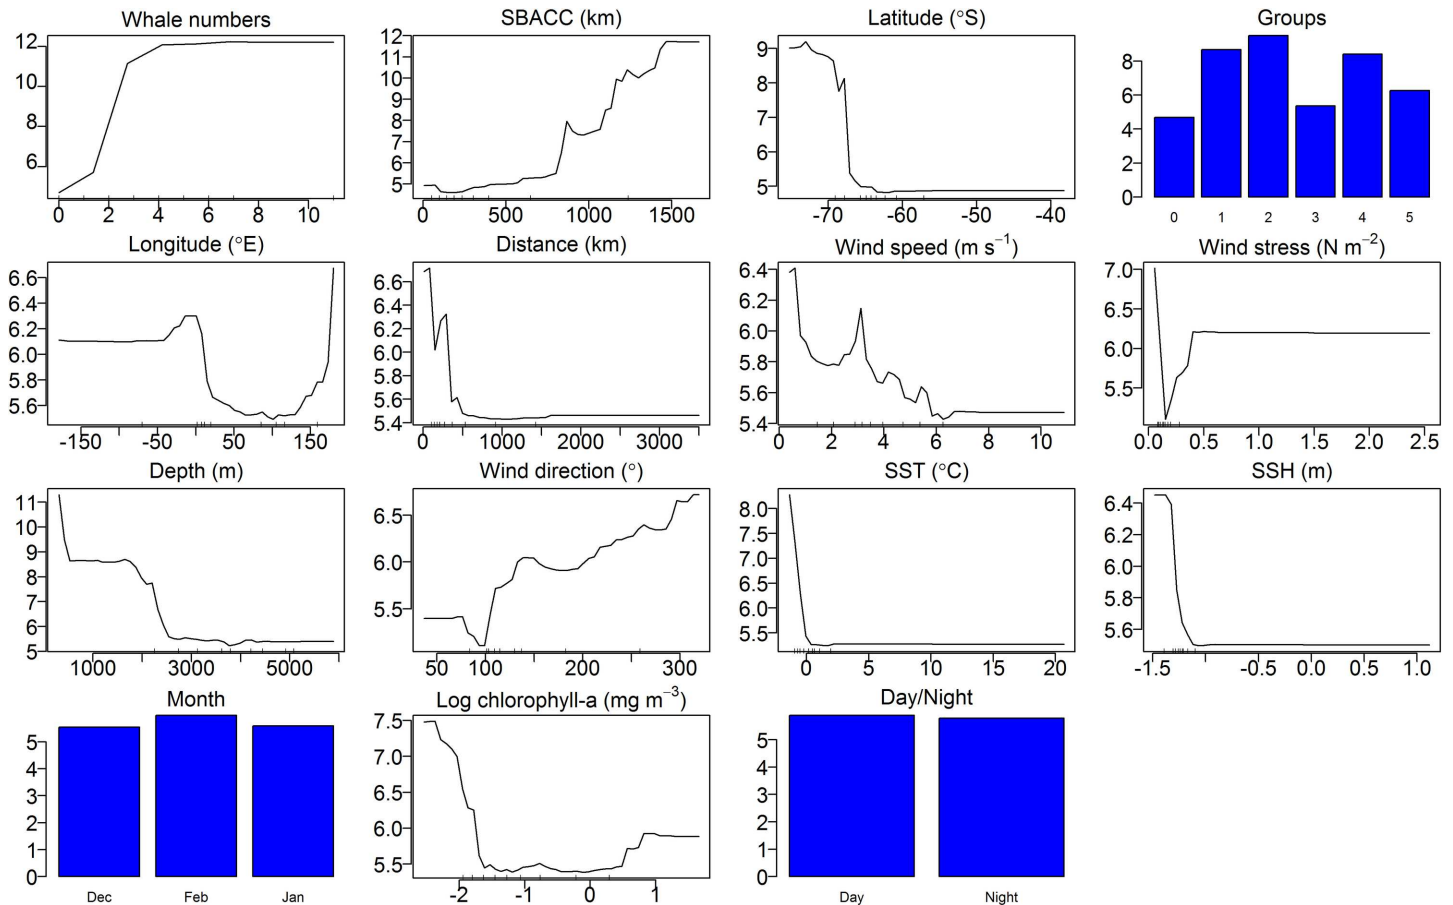 Whale numbers
12
10
8
6
0 2 4 6 8 10
SBACC (km)
12
11
10
9
8
7
6
5
0 500 1000 1500
Latitude (°S)
9
8
7
6
5
-70 -60 -50 -40
Groups
8
6
4
2
0
0 1 2 3 4 5
Longitude (°E)
6.6
6.4
6.2
6.0
5.8
5.6
-150 -50 50 150
Distance (km)
6.6
6.4
6.2
6.0
5.8
5.6
5.4
0 1000 2000 3000
Wind speed (m s−1)
6.4
6.2
6.0
5.8
5.6
5.4
0 2 4 6 8 10
Wind stress (N m−2)
7.0
6.5
6.0
5.5
0.0 0.5 1.0 1.5 2.0 2.5
Depth (m)
11
10
9
8
7
6
5
1000 3000 5000
Wind direction (°)
6.5
6.0
5.5
50 100 200 300
SST (°C)
8.0
7.5
7.0
6.5
6.0
5.5
0 5 10 15 20
SSH (m)
6.4
6.2
6.0
5.8
5.6
-1.5 -0.5 0.0 0.5 1.0
Month
5
4
3
2
1
0
Dec Feb Jan
Log chlorophyll-a (mg m−3)
7.5
7.0
6.5
6.0
5.5
-2 -1 0 1
Day/Night
5
4
3
2
1
0
Day Night